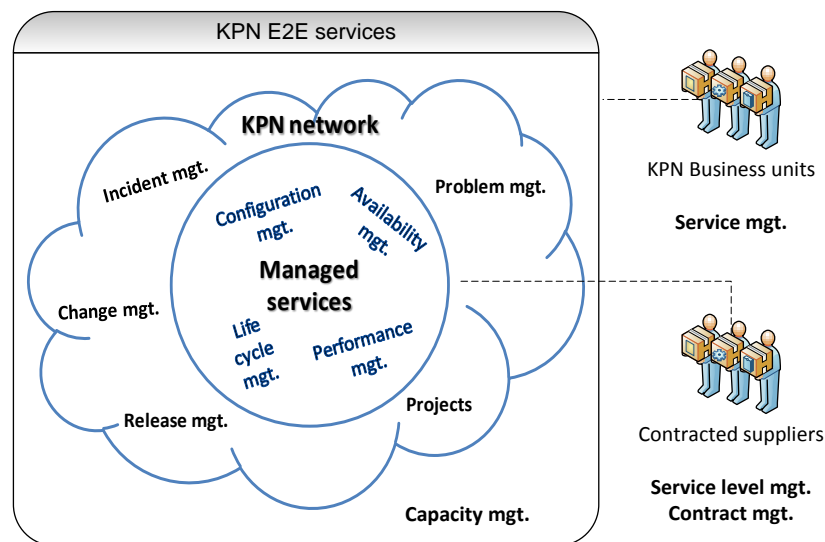 KPN E2E services
KPN network
Incident mgt.
Problem mgt.
Configuration
mgt.
Availability
mgt.
Managed
services
Change mgt.
Life
cycle
mgt.
Performance
mgt.
Projects
Release mgt.
Capacity mgt.
KPN Business units
Service mgt.
Contracted suppliers
Service level mgt.
Contract mgt.